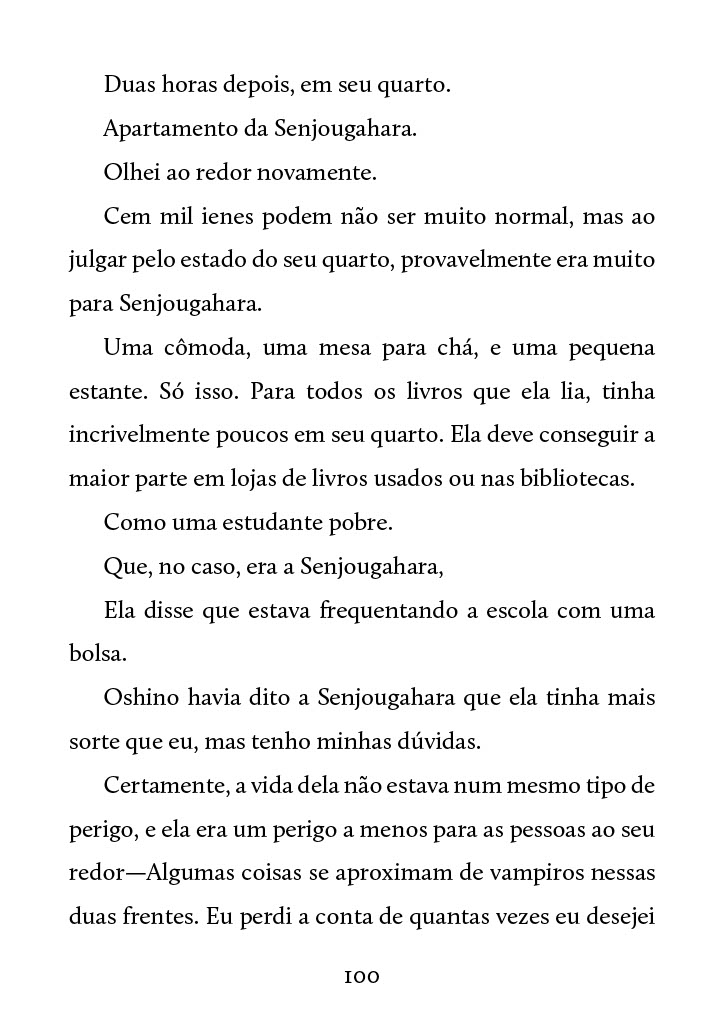 Duas horas depois, em seu quarto.
Apartamento da Senjougahara.
Olhei ao redor novamente.
Cem mil ienes podem não ser muito normal, mas ao
julgar pelo estado do seu quarto, provavelmente era muito
para Senjougahara.
Uma cômoda, uma mesa para chá, e uma pequena
estante. Só isso. Para todos os livros que ela lia, tinha
incrivelmente poucos em seu quarto. Ela deve conseguir a
maior parte em lojas de livros usados ou nas bibliotecas.
Como uma estudante pobre.
Que, no caso, era a Senjougahara,
Ela disse que estava frequentando a escola com uma
bolsa.
Oshino havia dito a Senjougahara que ela tinha mais
sorte que eu, mas tenho minhas dúvidas.
Certamente, a vida dela não estava num mesmo tipo de
perigo, e ela era um perigo a menos para as pessoas ao seu
redor—Algumas coisas se aproximam de vampiros nessas
duas frentes. Eu perdi a conta de quantas vezes eu desejei
100